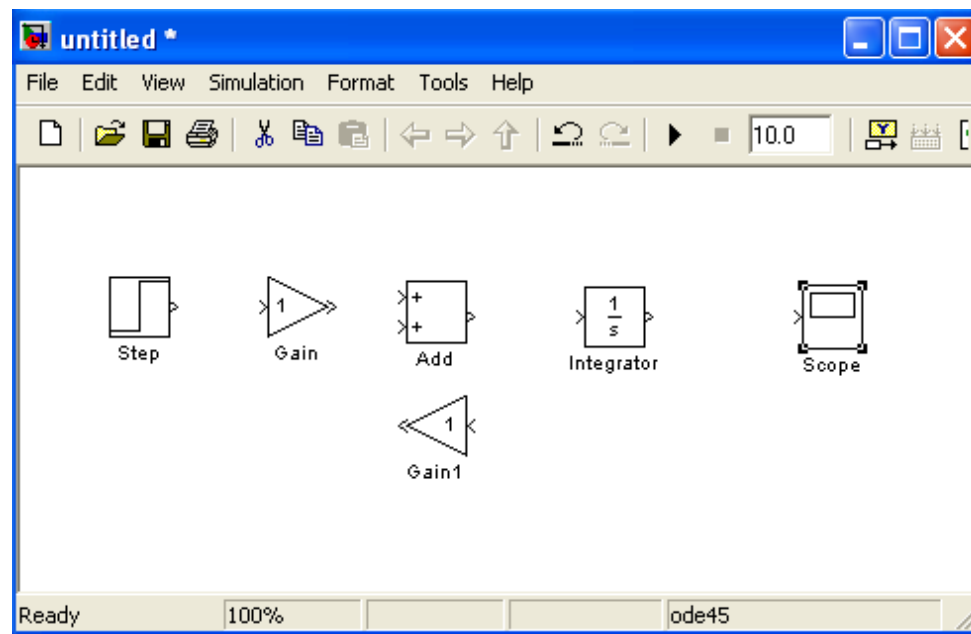 untitled *
File Edit View Simulation Format Tools Help
10.0
1
+
+
1
s
Step
Gain
Add
Integrator
Scope
1
Gain1
Ready 100% ode45